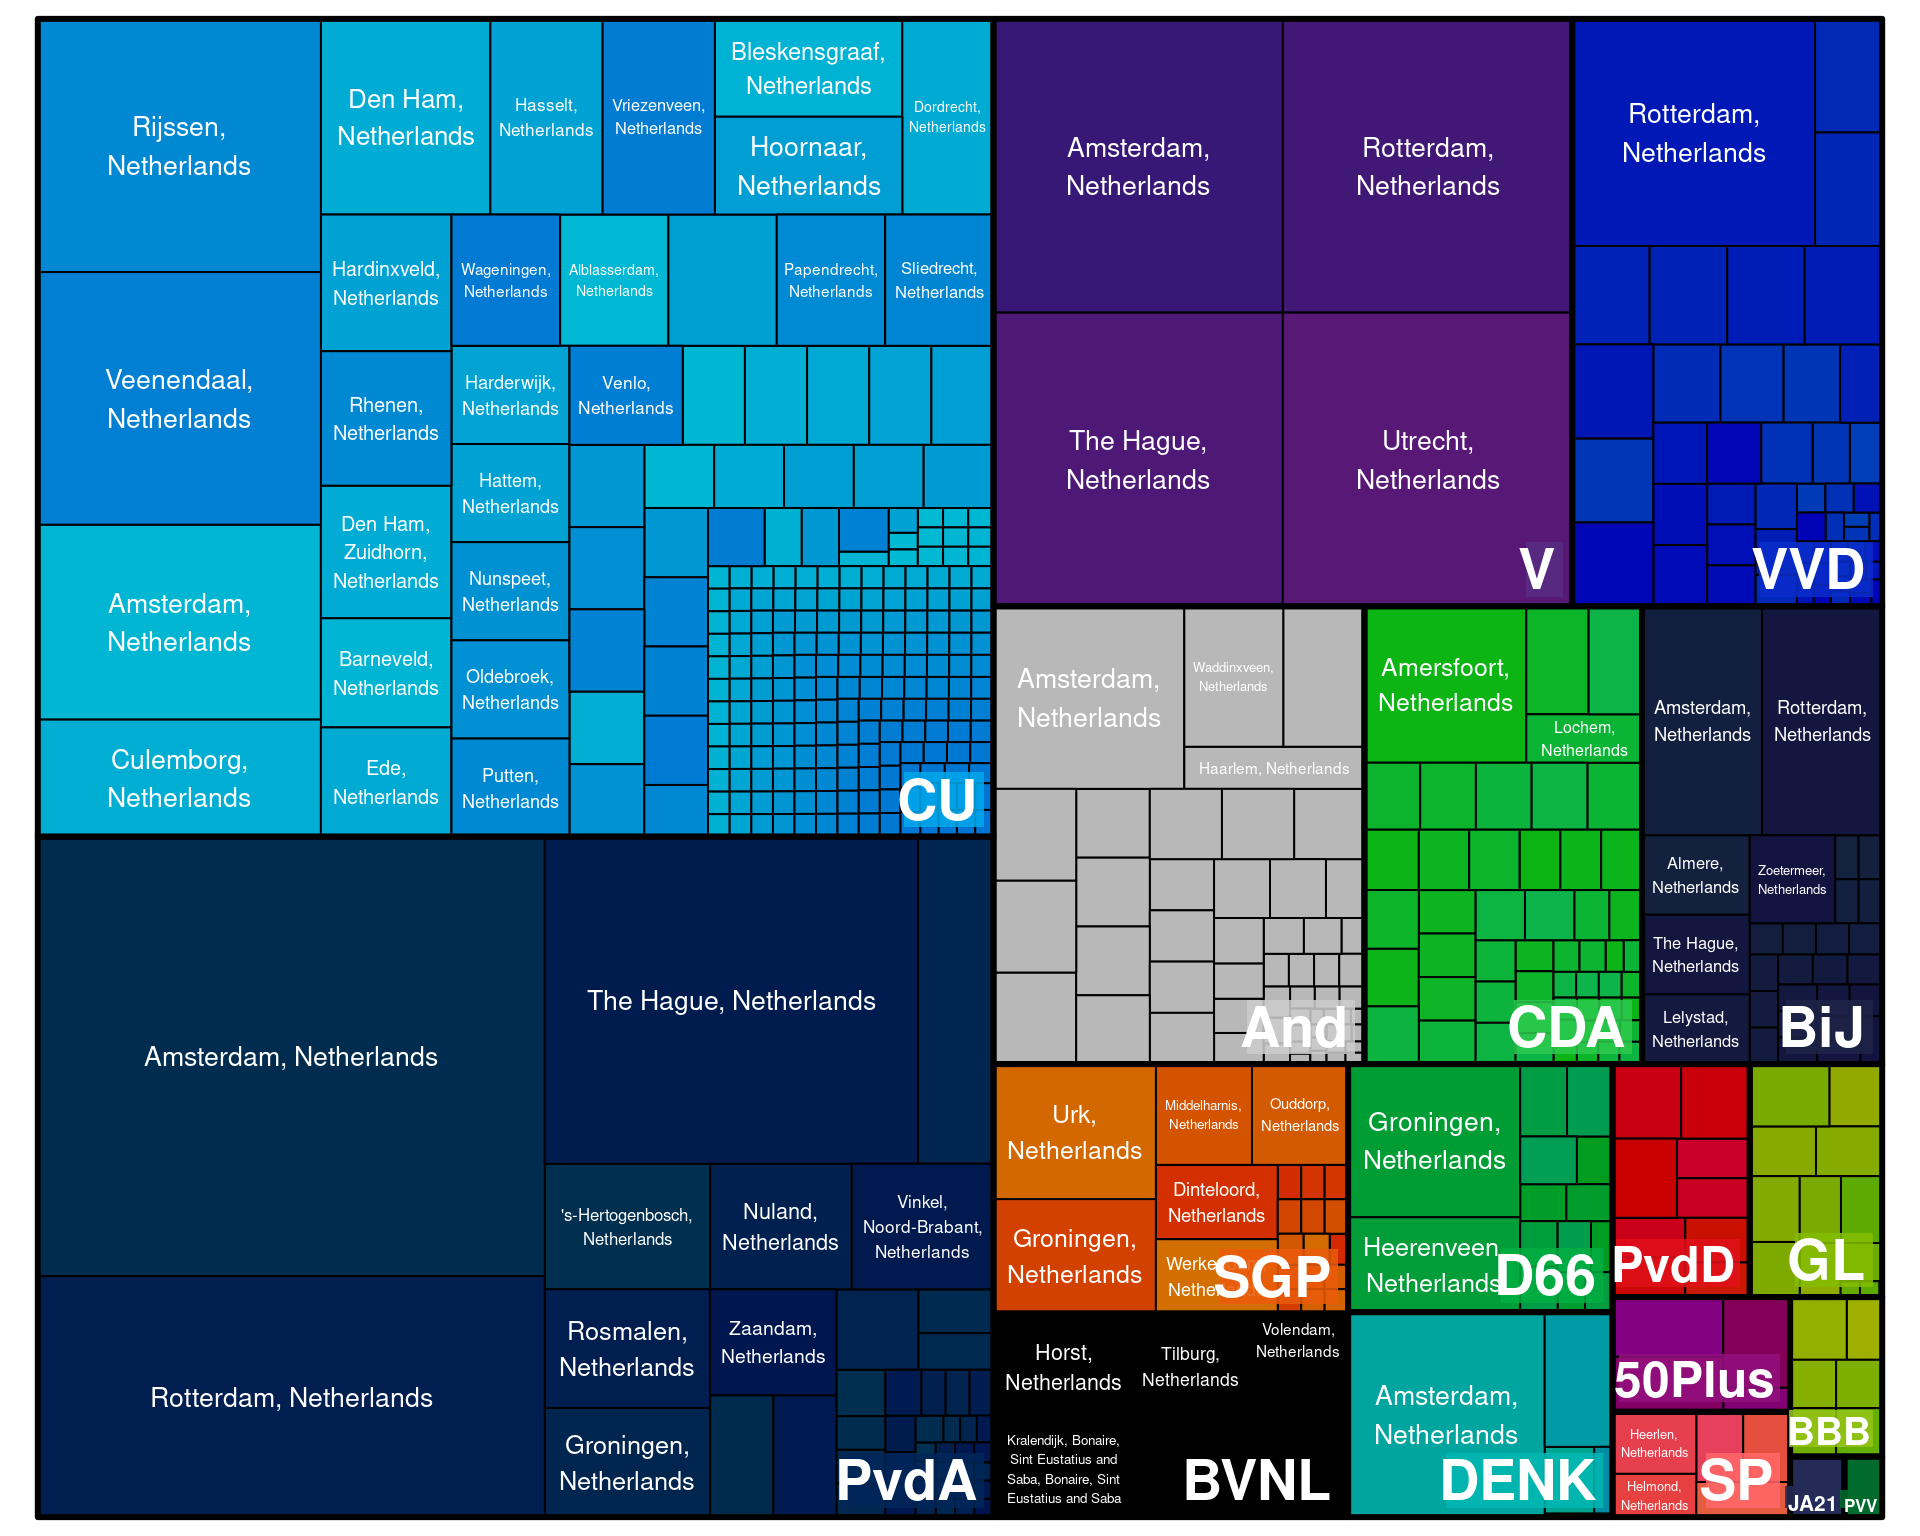 Rijssen,
Netherlands
Veenendaal,
Netherlands
Amsterdam,
Netherlands
Culemborg,
Netherlands
Den Ham,
Netherlands
Hasselt,
Netherlands
Vriezenveen,
Netherlands
Bleskensgraaf,
Netherlands
Hoornaar,
Netherlands
Dordrecht,
Netherlands
Hardinxveld,
Netherlands
Wageningen,
Netherlands
Alblasserdam,
Netherlands
Papendrecht,
Netherlands
Sliedrecht,
Netherlands
Rhenen,
Netherlands
Harderwijk,
Netherlands
Venlo,
Netherlands
Hattem,
Netherlands
Den Ham,
Zuidhorn,
Netherlands
Nunspeet,
Netherlands
Barneveld,
Netherlands
Oldebroek,
Netherlands
Ede,
Netherlands
Putten,
Netherlands
CU
Amsterdam, Netherlands
Rotterdam, Netherlands
The Hague, Netherlands
's-Hertogenbosch,
Netherlands
Nuland,
Netherlands
Vinkel,
Noord-Brabant,
Netherlands
Rosmalen,
Netherlands
Zaandam,
Netherlands
Groningen,
Netherlands
PvdA
Amsterdam,
Netherlands
Rotterdam,
Netherlands
The Hague,
Netherlands
Utrecht,
Netherlands
V
Rotterdam,
Netherlands
VVD
Amsterdam,
Netherlands
Waddinxveen,
Netherlands
Haarlem, Netherlands
And
Amersfoort,
Netherlands
Lochem,
Netherlands
CDA
Amsterdam,
Netherlands
Rotterdam,
Netherlands
Almere,
Netherlands
Zoetermeer,
Netherlands
The Hague,
Netherlands
Lelystad,
Netherlands
BiJ
Urk,
Netherlands
Middelharnis,
Netherlands
Ouddorp,
Netherlands
Groningen,
Netherlands
Dinteloord,
Netherlands
SGP
Groningen,
Netherlands
Heerenveen,
Netherlands
D66
PvdD
GL
Horst,
Netherlands
Tilburg,
Netherlands
Volendam,
Netherlands
Kralendijk, Bonaire,
Sint Eustatius and
Saba, Bonaire, Sint
Eustatius and Saba
BVNL
Amsterdam,
Netherlands
DENK
50Plus
BBB
Heerlen,
Netherlands
Helmond,
Netherlands
SP
JA21
PVV